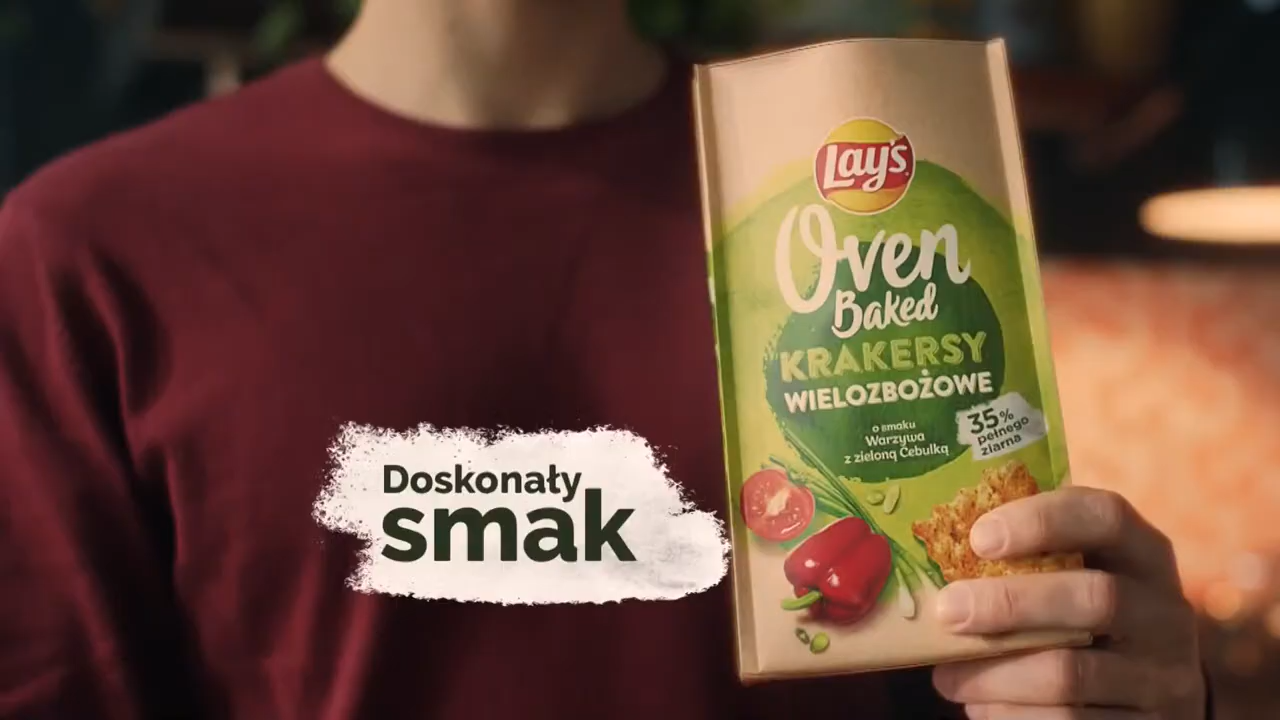 Lay's
Oven
Baked
KRAKERSY
WIELOZBOŻOWE
o smaku
Warzywa
z zieloną Cebulką
35%
pełnego
ziarna
Doskonały
smak